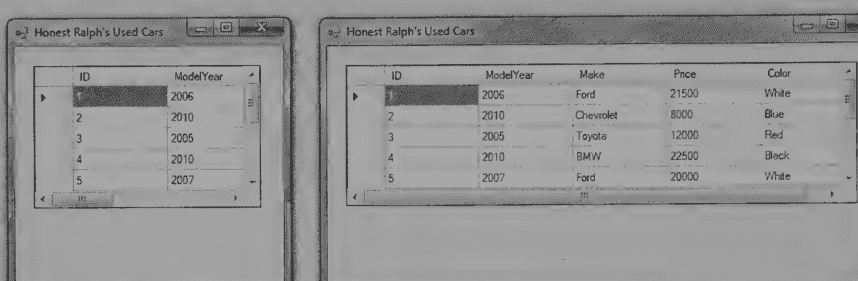 Honest Ralph's Used Cars
ID ModelYear
1 2006
2 2010
3 2005
4 2010
5 2007
Honest Ralph's Used Cars
ID ModelYear Make Price Color
1 2006 Ford 21500 White
2 2010 Chevrolet 8000 Blue
3 2005 Toyota 12000 Red
4 2010 BMW 22500 Black
5 2007 Ford 20000 White